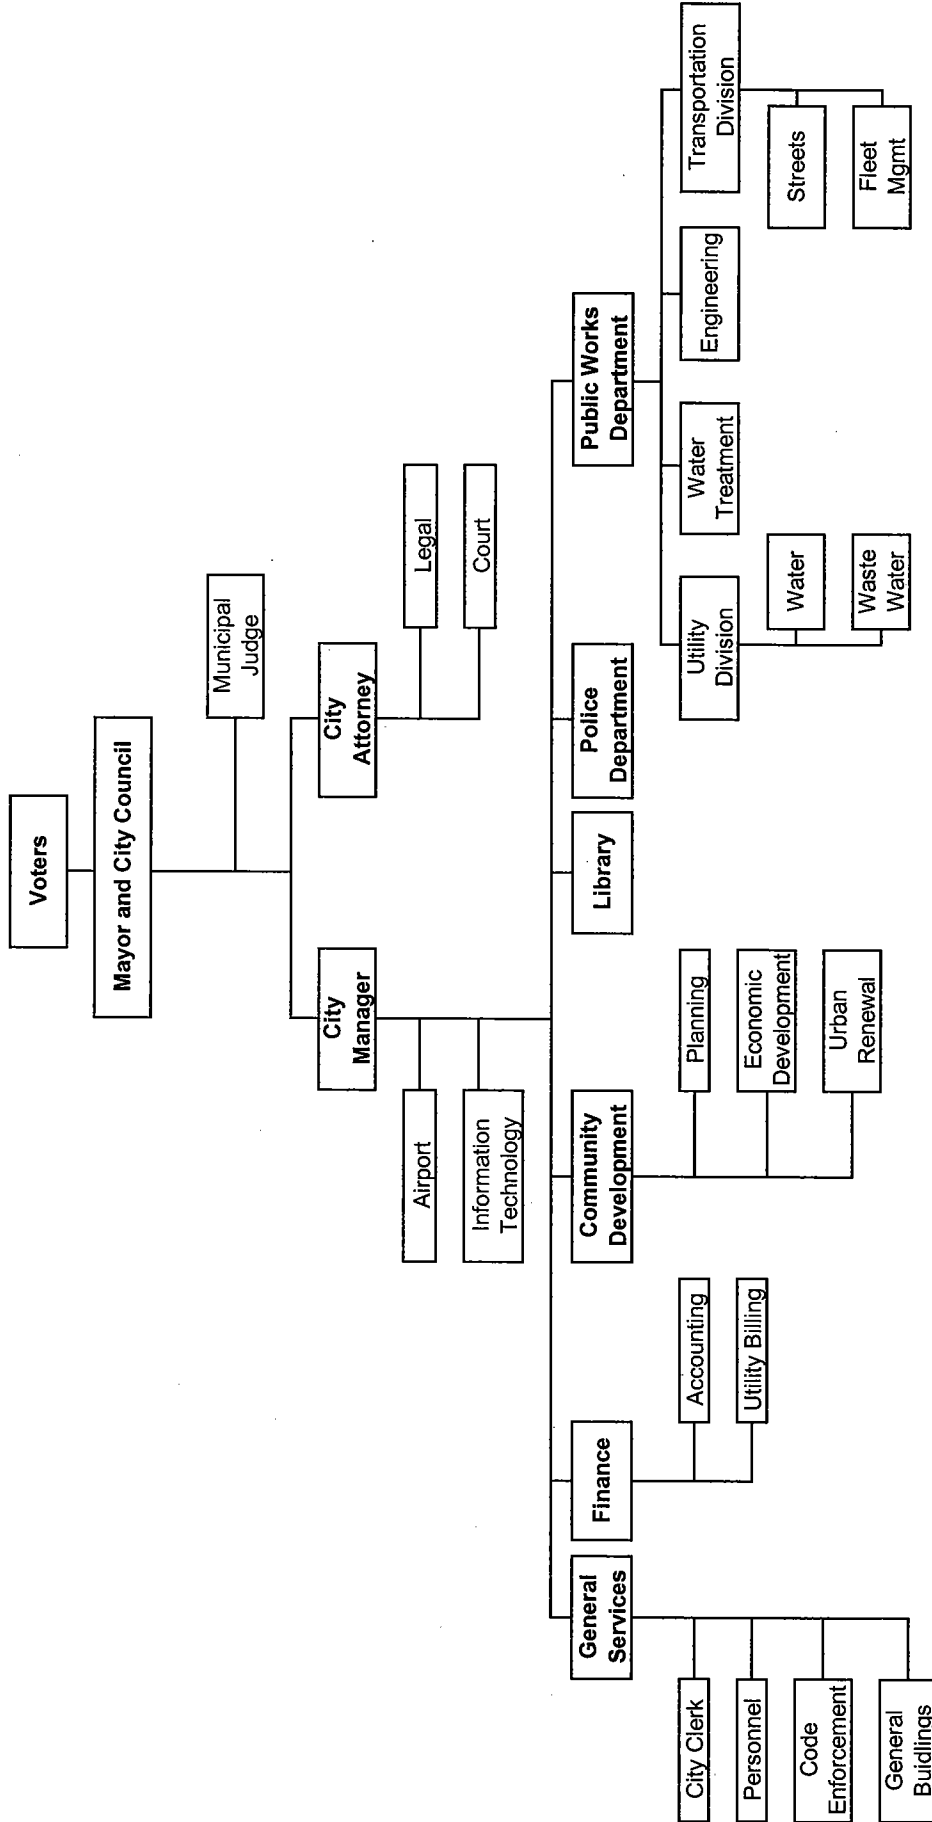 Voters
Mayor and City Council
Municipal
Judge
City
Manager
City
Attorney
Airport
Information
Technology
Legal
Court
General
Services
Finance
Community
Development
Library
Police
Department
Public Works
Department
City Clerk
Personnel
Code
Enforcement
General
Buidlings
Accounting
Utility Billing
Planning
Economic
Development
Urban
Renewal
Utility
Division
Water
Treatment
Engineering
Transportation
Division
Water
Waste
Water
Streets
Fleet
Mgmt